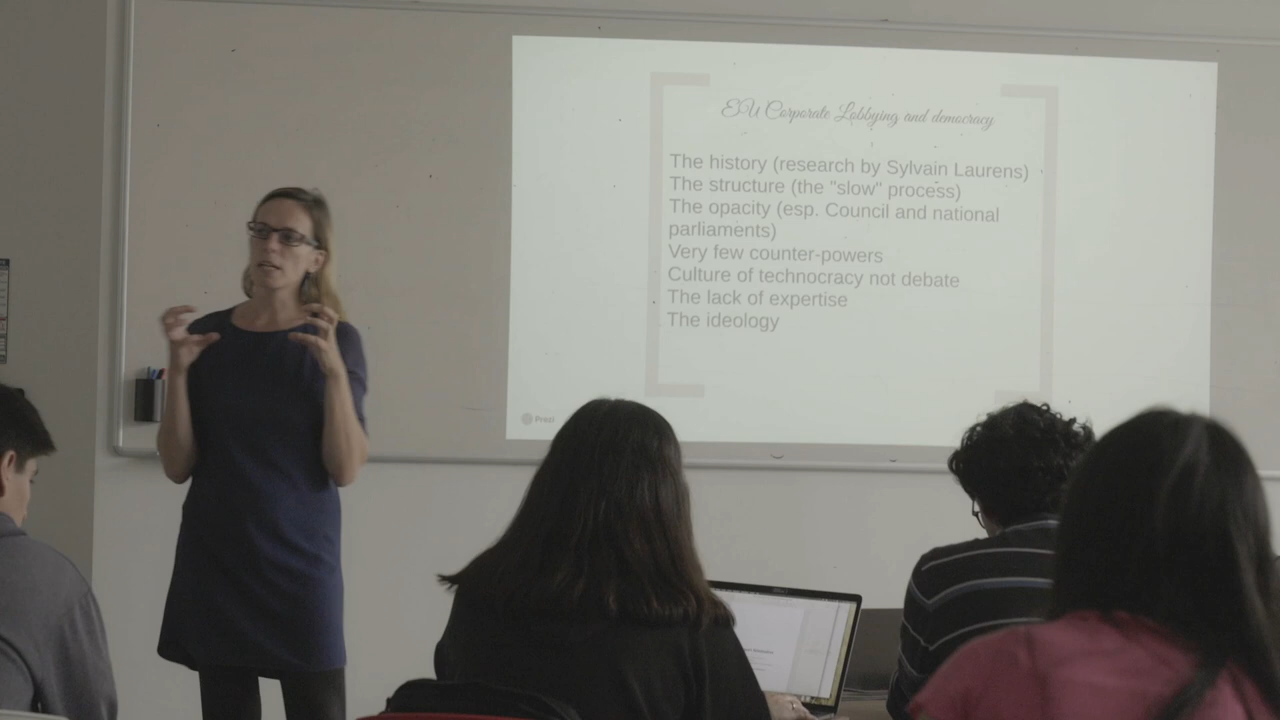 EU Corporate Lobbying and democracy
The history (research by Sylvain Laurens)
The structure (the "slow" process)
The opacity (esp. Council and national
parliaments)
Very few counter-powers
Culture of technocracy not debate
The lack of expertise
The ideology
Prezi